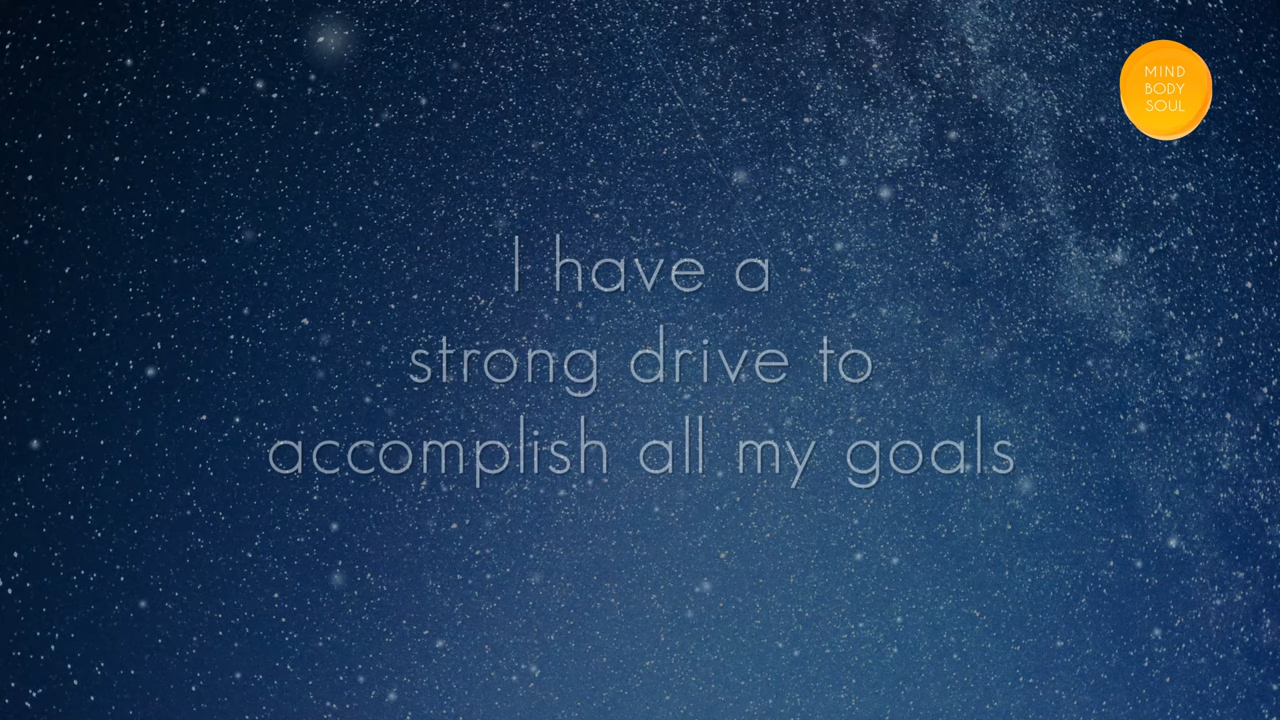 MIND
BODY
SOUL
I have a
strong drive to
accomplish all my goals